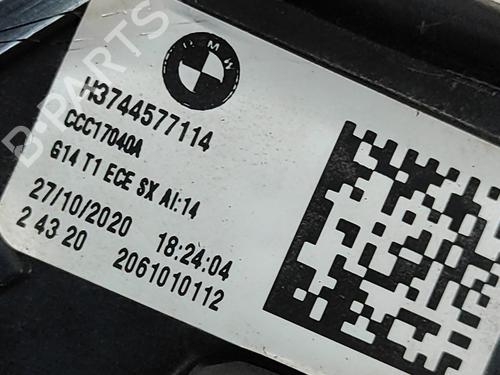 BMW
H3744577114
CCC17040A
G14 T1 ECE SX AI:14
27/10/2020 18:24:04
2 43 20 2061010112
B-PARTS